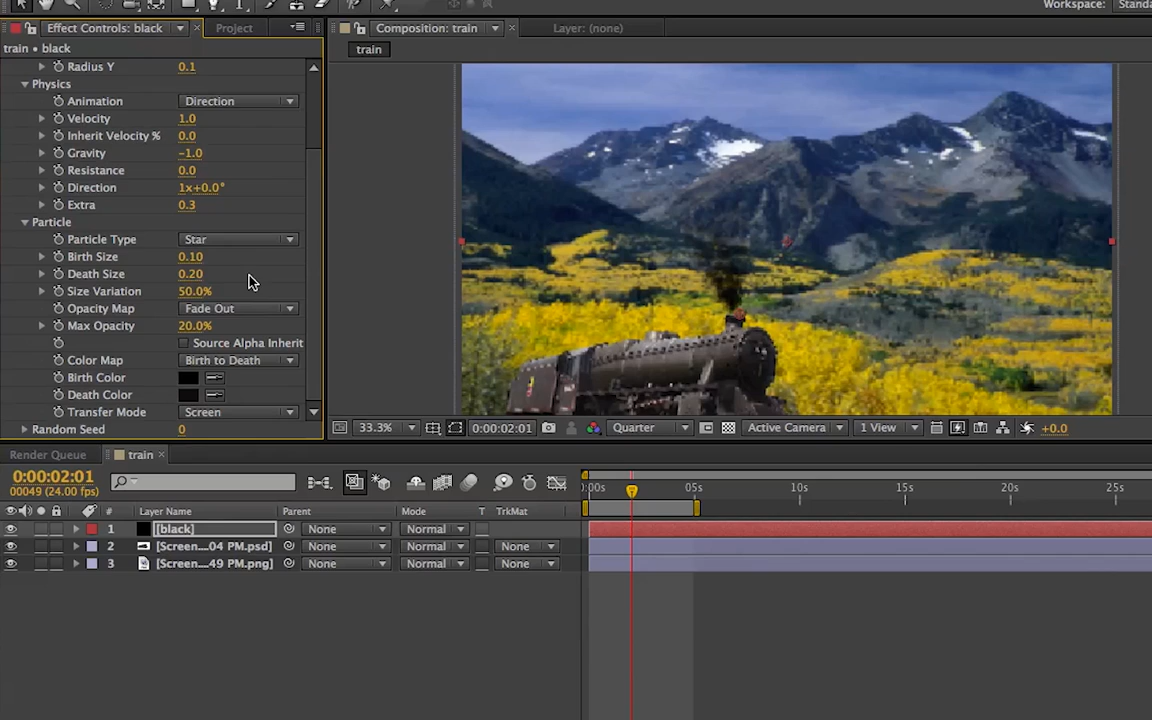 Workspace: Standa
Effect Controls: black Project
Composition: train Layer: (none)
train • black
train
Radius Y 0.1
Physics
Animation Direction
Velocity 1.0
Inherit Velocity % 0.0
Gravity -1.0
Resistance 0.0
Direction 1x+0.0°
Extra 0.3
Particle
Particle Type Star
Birth Size 0.10
Death Size 0.20
Size Variation 50.0%
Opacity Map Fade Out
Max Opacity 20.0%
Source Alpha Inherit
Color Map Birth to Death
Birth Color
Death Color
Transfer Mode Screen
Random Seed 0
33.3% 0:00:02:01 Quarter Active Camera 1 View +0.0
Render Queue train
0:00:02:01
00049 (24.00 fps)
:00s 05s 10s 15s 20s 25s
# Layer Name Parent Mode T TrkMat
1 [black] None Normal
2 [Screen....04 PM.psd] None Normal None
3 [Screen....49 PM.png] None Normal None